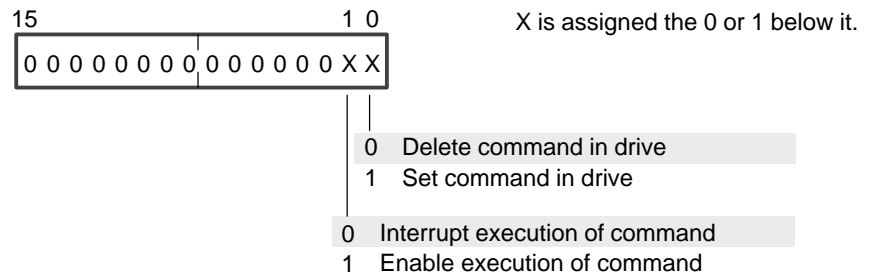 15 1 0 X is assigned the 0 or 1 below it.
0 0 0 0 0 0 0 0 0 0 0 0 0 0 X X
0 Delete command in drive
1 Set command in drive
0 Interrupt execution of command
1 Enable execution of command